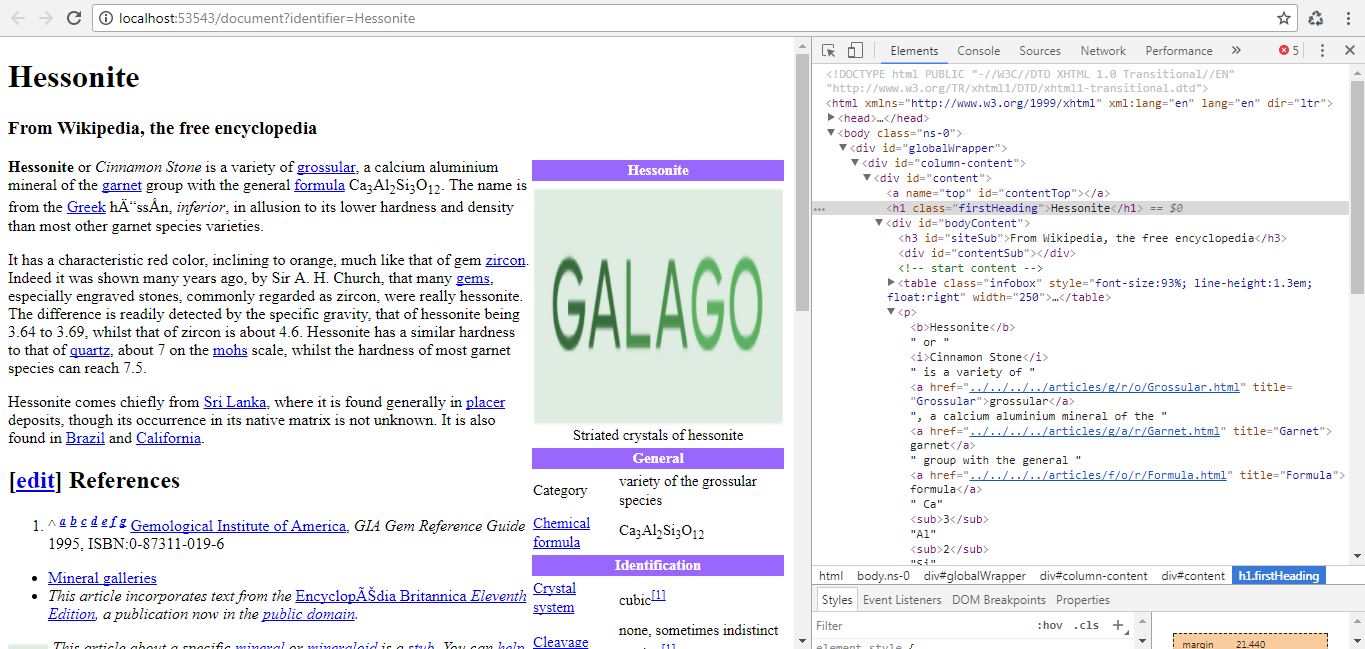 localhost:53543/document?identifier=Hessonite
Hessonite
From Wikipedia, the free encyclopedia
Hessonite or Cinnamon Stone is a variety of grossular, a calcium aluminium
mineral of the garnet group with the general formula Ca3Al2Si3O12. The name is
from the Greek hÄ“ssÂn, inferior, in allusion to its lower hardness and density
than most other garnet species varieties.
It has a characteristic red color, inclining to orange, much like that of gem zircon.
Indeed it was shown many years ago, by Sir A. H. Church, that many gems,
especially engraved stones, commonly regarded as zircon, were really hessonite.
The difference is readily detected by the specific gravity, that of hessonite being
3.64 to 3.69, whilst that of zircon is about 4.6. Hessonite has a similar hardness
to that of quartz, about 7 on the mohs scale, whilst the hardness of most garnet
species can reach 7.5.
Hessonite comes chiefly from Sri Lanka, where it is found generally in placer
deposits, though its occurrence in its native matrix is not unknown. It is also
found in Brazil and California.
[edit] References
1. ^ a b c d e f g Gemological Institute of America, GIA Gem Reference Guide
1995, ISBN:0-87311-019-6
Mineral galleries
This article incorporates text from the EncyclopÃŠdia Britannica Eleventh
Edition, a publication now in the public domain.
This article about a specific mineral or mineraloid is a stub. You can help
Hessonite
GALAGO
Striated crystals of hessonite
General
Category
variety of the grossular
species
Chemical
formula
Ca3Al2Si3O12
Identification
Crystal
system
cubic[1]
Cleavage
none, sometimes indistinct
Elements Console Sources Network Performance » 5
<!DOCTYPE html PUBLIC "-//W3C//DTD XHTML 1.0 Transitional//EN"
"http://www.w3.org/TR/xhtml1/DTD/xhtml1-transitional.dtd">
<html xmlns="http://www.w3.org/1999/xhtml" xml:lang="en" lang="en" dir="ltr">
<head>…</head>
<body class="ns-0">
<div id="globalWrapper">
<div id="column-content">
<div id="content">
<a name="top" id="contentTop"></a>
<h1 class="firstHeading">Hessonite</h1> == $0
<div id="bodyContent">
<h3 id="siteSub">From Wikipedia, the free encyclopedia</h3>
<div id="contentSub"></div>
<!-- start content -->
<table class="infobox" style="font-size:93%; line-height:1.3em;
float:right" width="250">…</table>
<p>
<b>Hessonite</b>
" or "
<i>Cinnamon Stone</i>
" is a variety of "
<a href="../../../../articles/g/r/o/Grossular.html" title=
"Grossular">grossular</a>
", a calcium aluminium mineral of the "
<a href="../../../../articles/g/a/r/Garnet.html" title="Garnet">
garnet</a>
" group with the general "
<a href="../../../../articles/f/o/r/Formula.html" title="Formula">
formula</a>
" Ca"
<sub>3</sub>
"Al"
<sub>2</sub>
"Si"
html body.ns-0 div#globalWrapper div#column-content div#content h1.firstHeading
Styles Event Listeners DOM Breakpoints Properties
Filter :hov .cls +
element.style {
margin 21.440